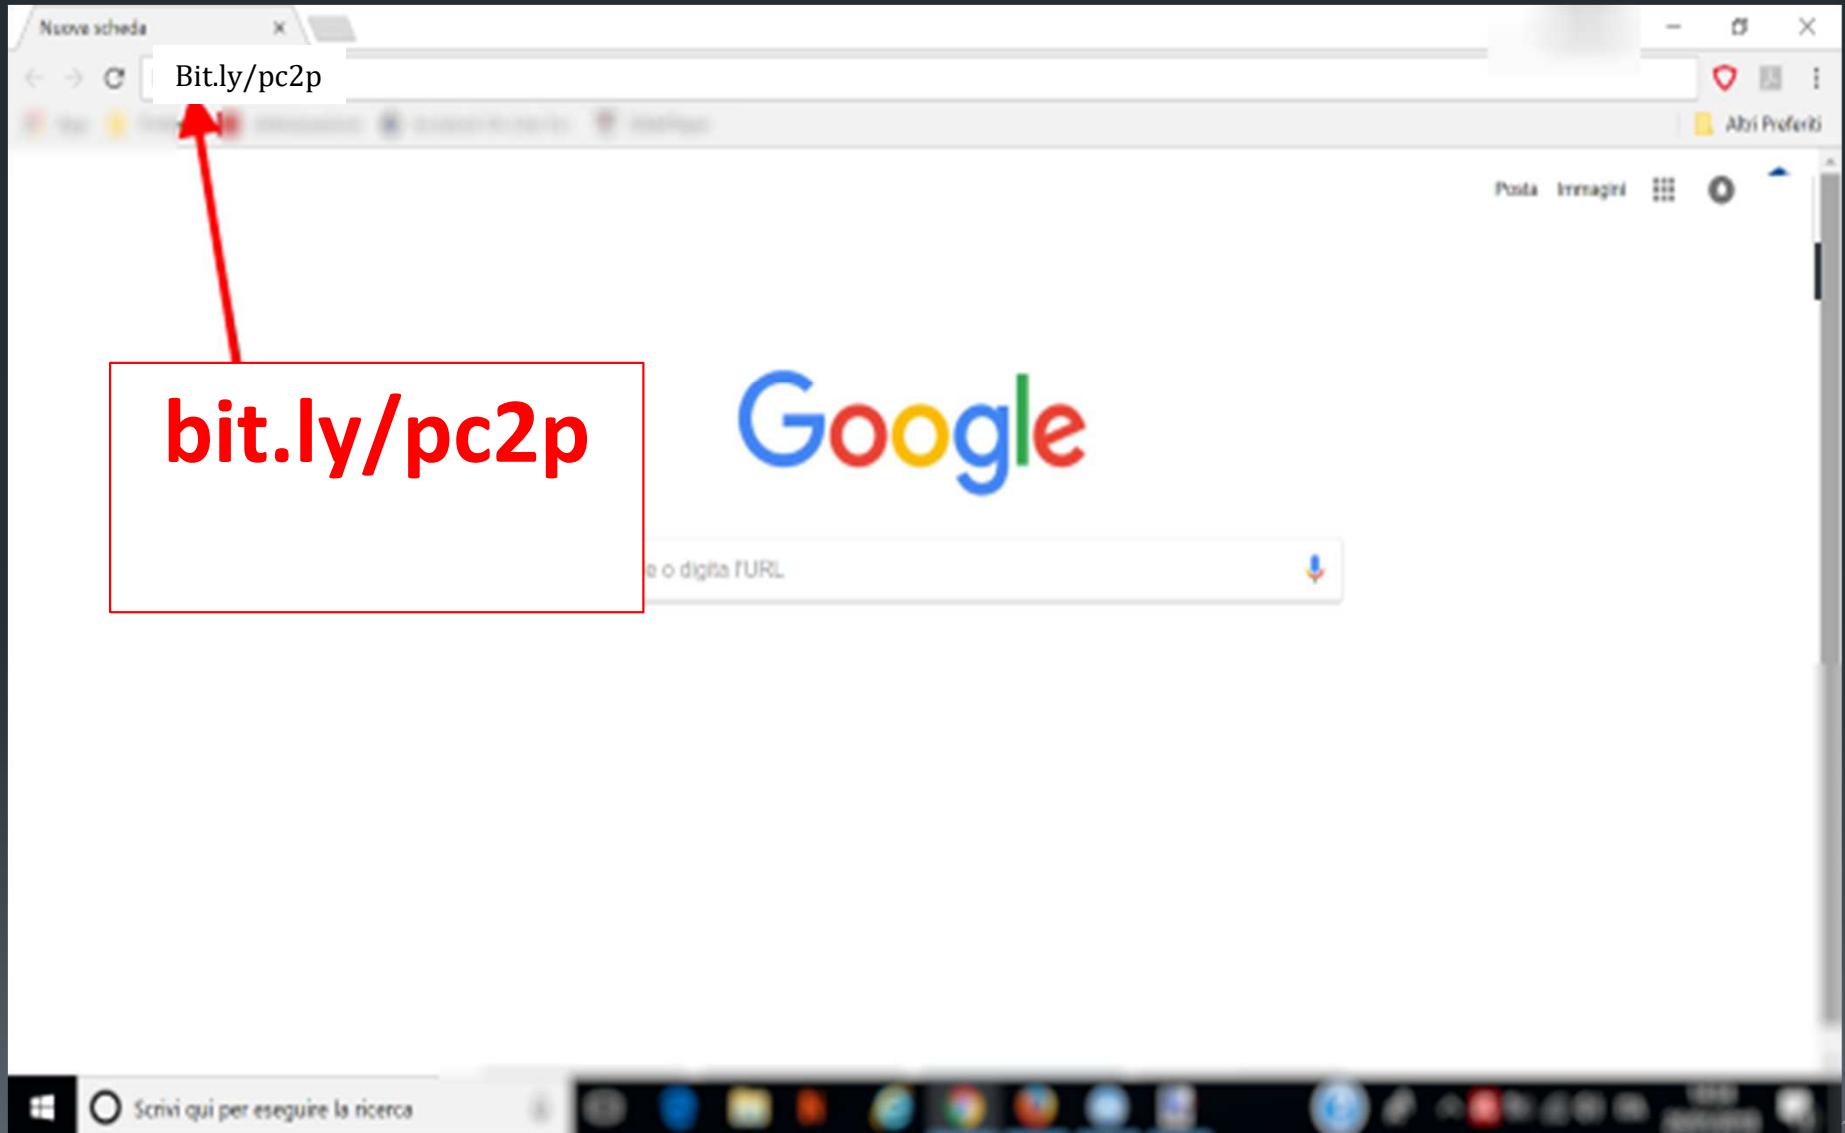 Nuova scheda
Bit.ly/pc2p
Altri Preferiti
Posta Immagini
bit.ly/pc2p
Google
e o digita l'URL
Scrivi qui per eseguire la ricerca